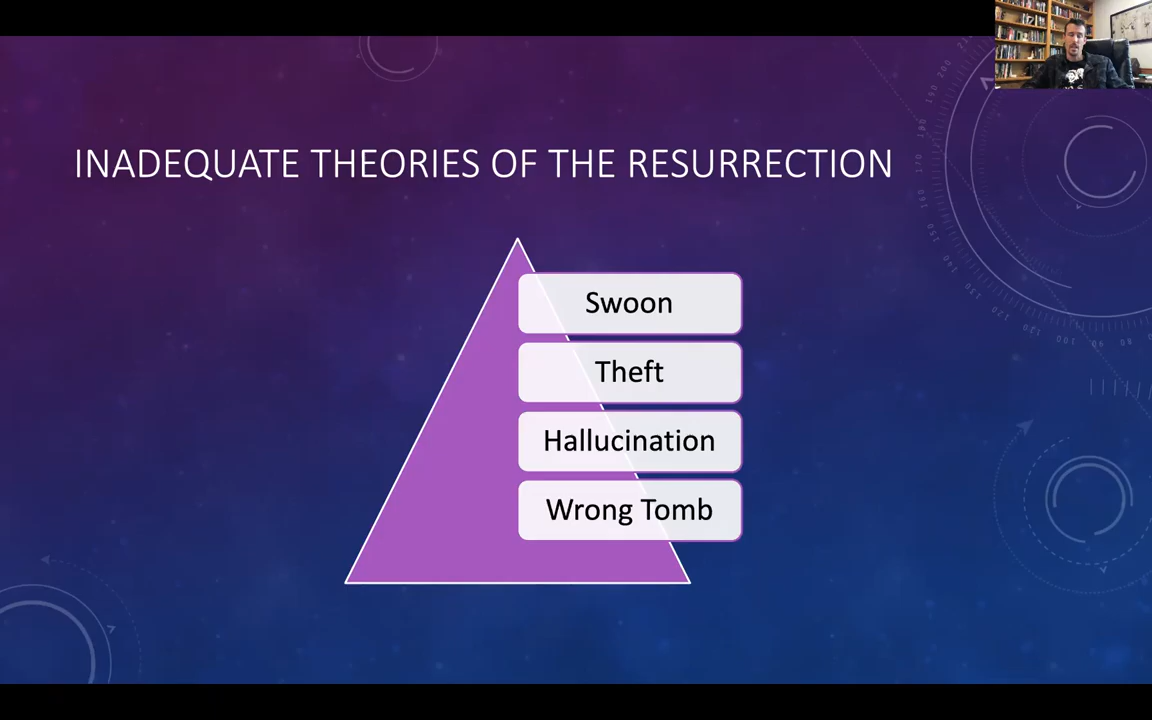 INADEQUATE THEORIES OF THE RESURRECTION
Swoon
Theft
Hallucination
Wrong Tomb